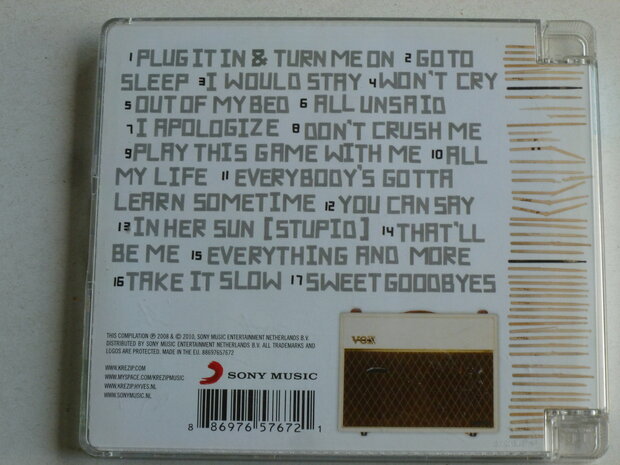 1 PLUG IT IN & TURN ME ON 2 GO TO
SLEEP 3 I WOULD STAY 4 WON'T CRY
5 OUT OF MY BED 6 ALL UNSAID
7 I APOLOGIZE 8 DON'T CRUSH ME
9 PLAY THIS GAME WITH ME 10 ALL
MY LIFE 11 EVERYBODY'S GOTTA
LEARN SOMETIME 12 YOU CAN SAY
13 IN HER SUN [STUPID] 14 THAT'LL
BE ME 15 EVERYTHING AND MORE
16 TAKE IT SLOW 17 SWEET GOODBYES
THIS COMPILATION ℗ 2008 & © 2010, SONY MUSIC ENTERTAINMENT NETHERLANDS B.V.
DISTRIBUTED BY SONY MUSIC ENTERTAINMENT NETHERLANDS B.V. ALL TRADEMARKS AND
LOGOS ARE PROTECTED. MADE IN THE EU. 88697657672
WWW.KREZIP.COM
WWW.MYSPACE.COM/KREZIPMUSIC
WWW.KREZIP.HYVES.NL
WWW.SONYMUSIC.NL
SONY MUSIC
VOX
8 86976 57672 1